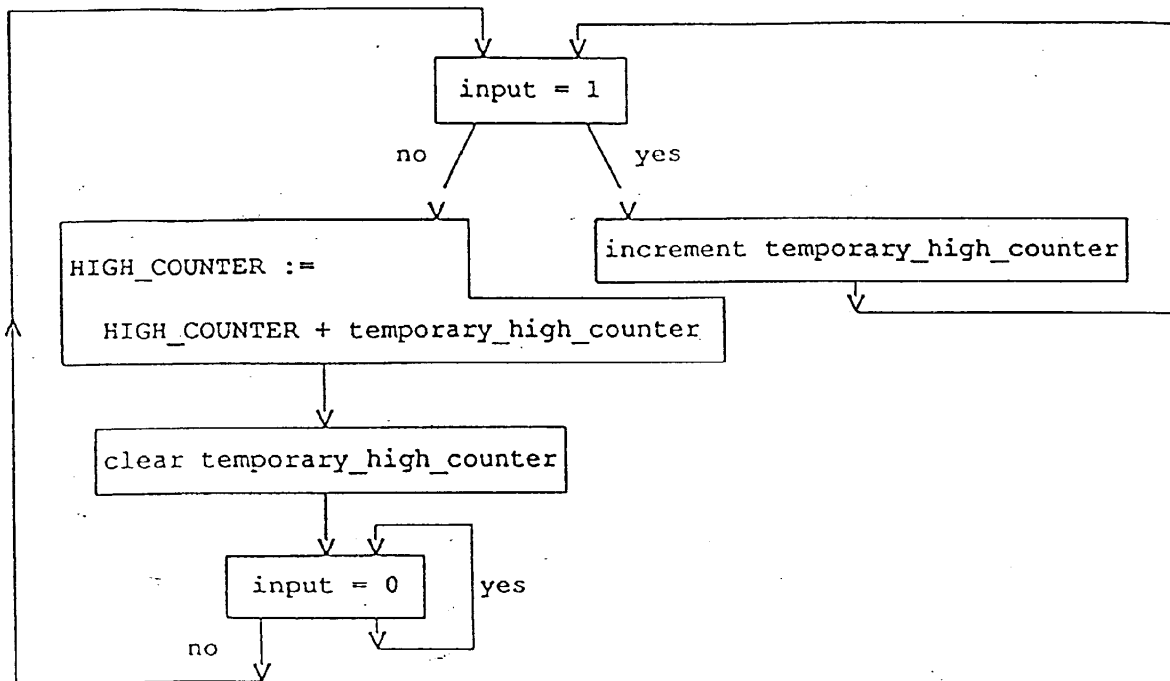 input = 1
no
yes
HIGH_COUNTER :=
HIGH_COUNTER + temporary_high_counter
increment temporary_high_counter
clear temporary_high_counter
input = 0
yes
no